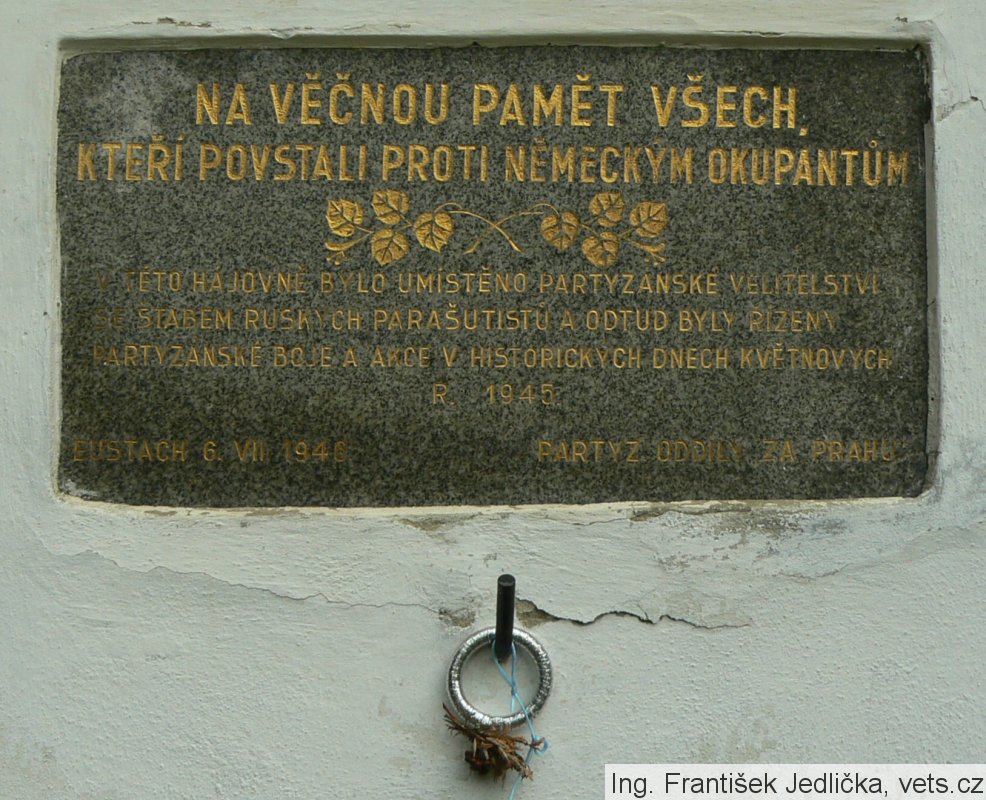 NA VĚČNOU PAMĚT VŠECH,
KTEŘÍ POVSTALI PROTI NĚMECKÝM OKUPANTŮM
V TÉTO HÁJOVNĚ BYLO UMÍSTĚNO PARTYZÁNSKÉ VELITELSTVÍ
SE ŠTÁBEM RUSKÝCH PARAŠUTISTŮ A ODTUD BYLY ŘÍZENY
PARTYZÁNSKÉ BOJE A AKCE V HISTORICKÝCH DNECH KVĚTNOVÝCH
R. 1945.
EUSTACH 6. VII. PARTYZ. ODDÍLY „ZA PRAHU“
Ing. František Jedlička, vets.cz